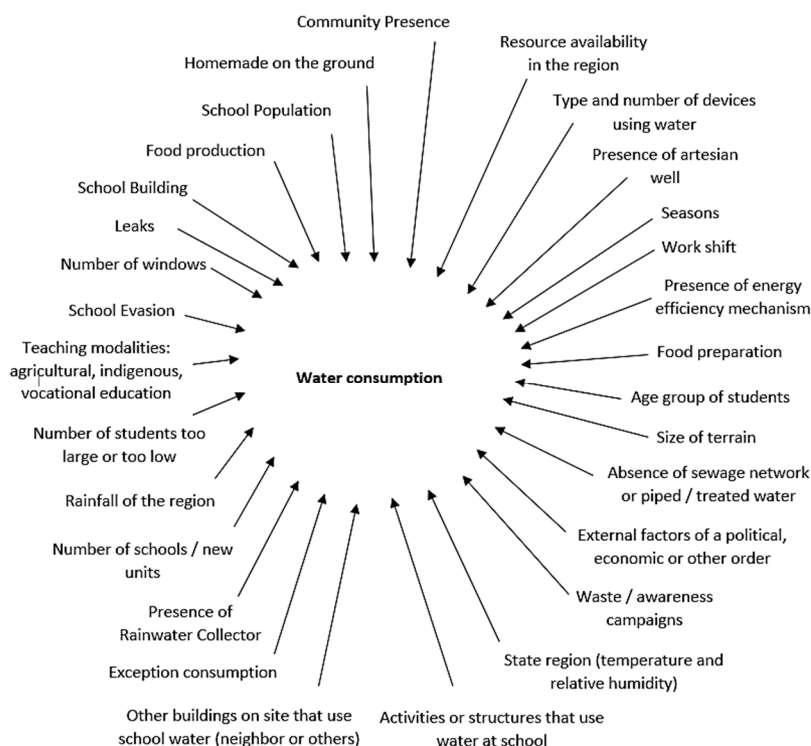 Community Presence
Resource availability
in the region
Homemade on the ground
Type and number of devices
using water
School Population
Presence of artesian
well
Food production
School Building
Seasons
Leaks
Work shift
Number of windows
Presence of energy
efficiency mechanism
School Evasion
Food preparation
Teaching modalities:
agricultural, indigenous,
vocational education
Water consumption
Age group of students
Number of students too
large or too low
Size of terrain
Absence of sewage network
or piped / treated water
Rainfall of the region
External factors of a political,
economic or other order
Number of schools / new
units
Waste / awareness
campaigns
Presence of
Rainwater Collector
State region (temperature and
relative humidity)
Exception consumption
Other buildings on site that use
school water (neighbor or others)
Activities or structures that use
water at school